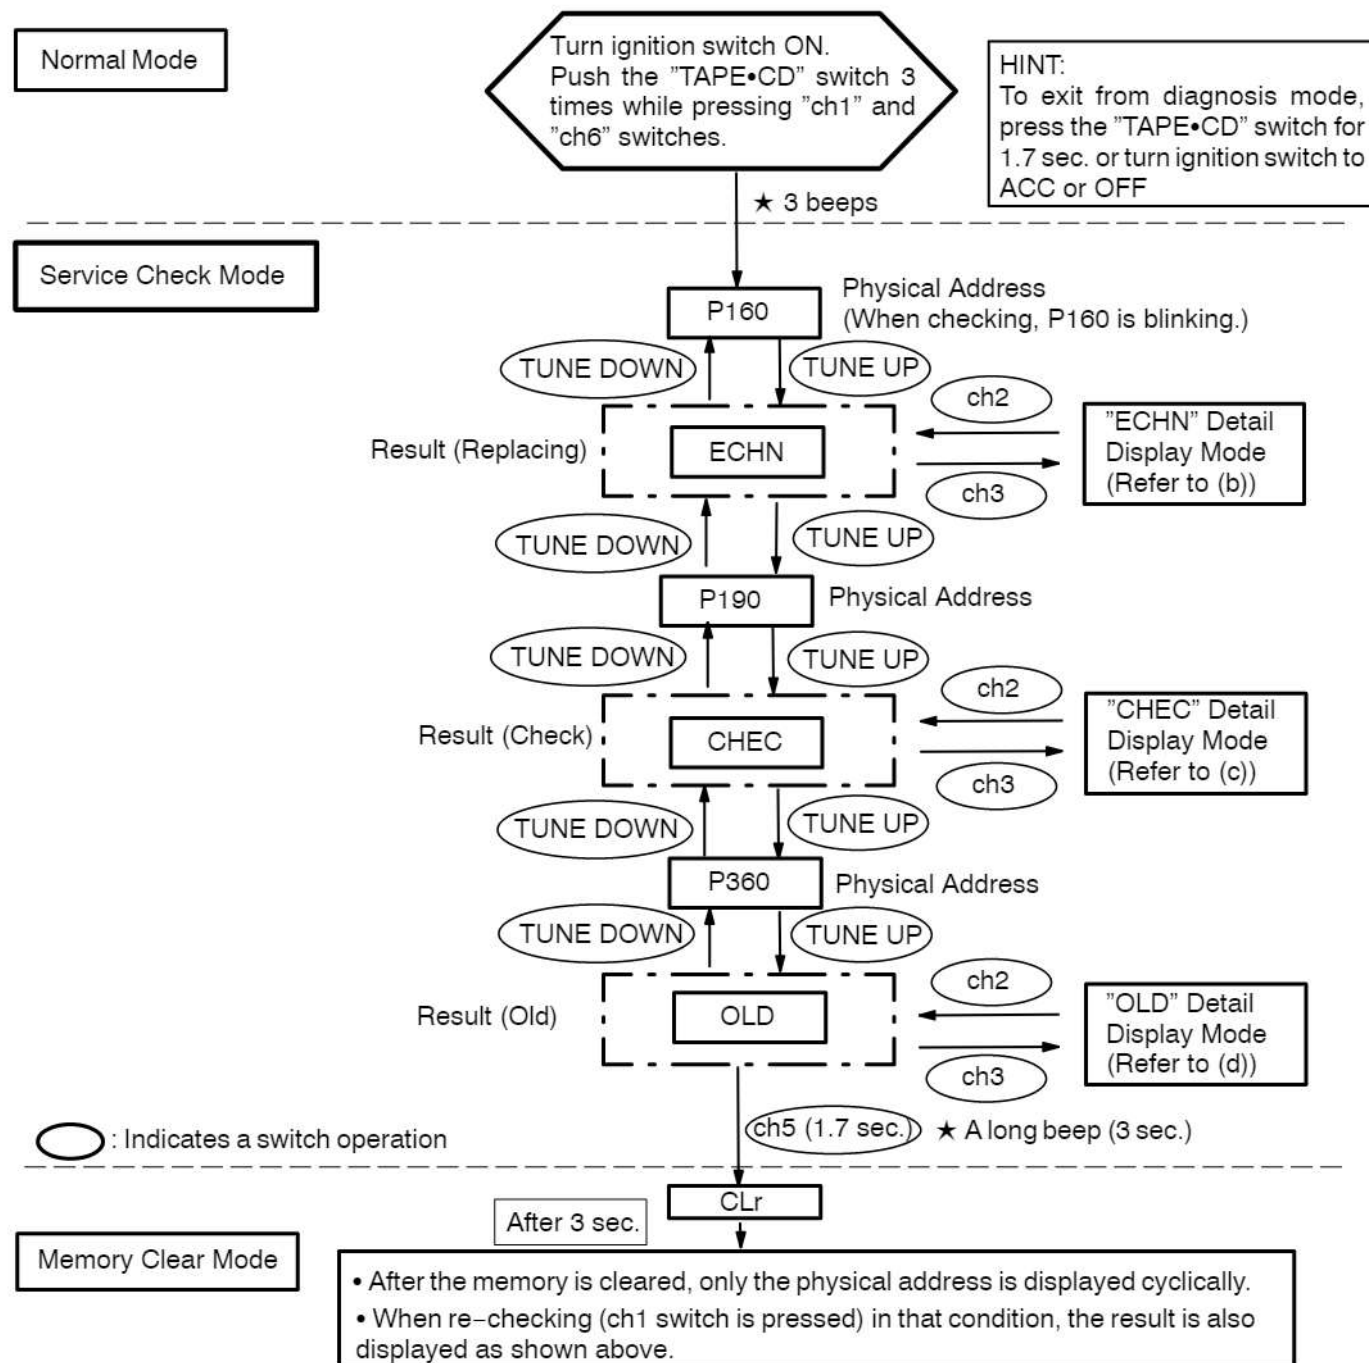 Normal Mode
Turn ignition switch ON.
Push the ”TAPE•CD” switch 3
times while pressing ”ch1” and
”ch6” switches.
HINT:
To exit from diagnosis mode,
press the ”TAPE•CD” switch for
1.7 sec. or turn ignition switch to
ACC or OFF
★ 3 beeps
Service Check Mode
P160
Physical Address
(When checking, P160 is blinking.)
TUNE DOWN
TUNE UP
ch2
Result (Replacing)
ECHN
”ECHN” Detail
Display Mode
(Refer to (b))
ch3
TUNE DOWN
TUNE UP
P190
Physical Address
TUNE DOWN
TUNE UP
ch2
Result (Check)
CHEC
”CHEC” Detail
Display Mode
(Refer to (c))
ch3
TUNE DOWN
TUNE UP
P360
Physical Address
TUNE DOWN
TUNE UP
ch2
Result (Old)
OLD
”OLD” Detail
Display Mode
(Refer to (d))
ch3
: Indicates a switch operation
ch5 (1.7 sec.)
★ A long beep (3 sec.)
CLr
After 3 sec.
Memory Clear Mode
• After the memory is cleared, only the physical address is displayed cyclically.
• When re−checking (ch1 switch is pressed) in that condition, the result is also
displayed as shown above.